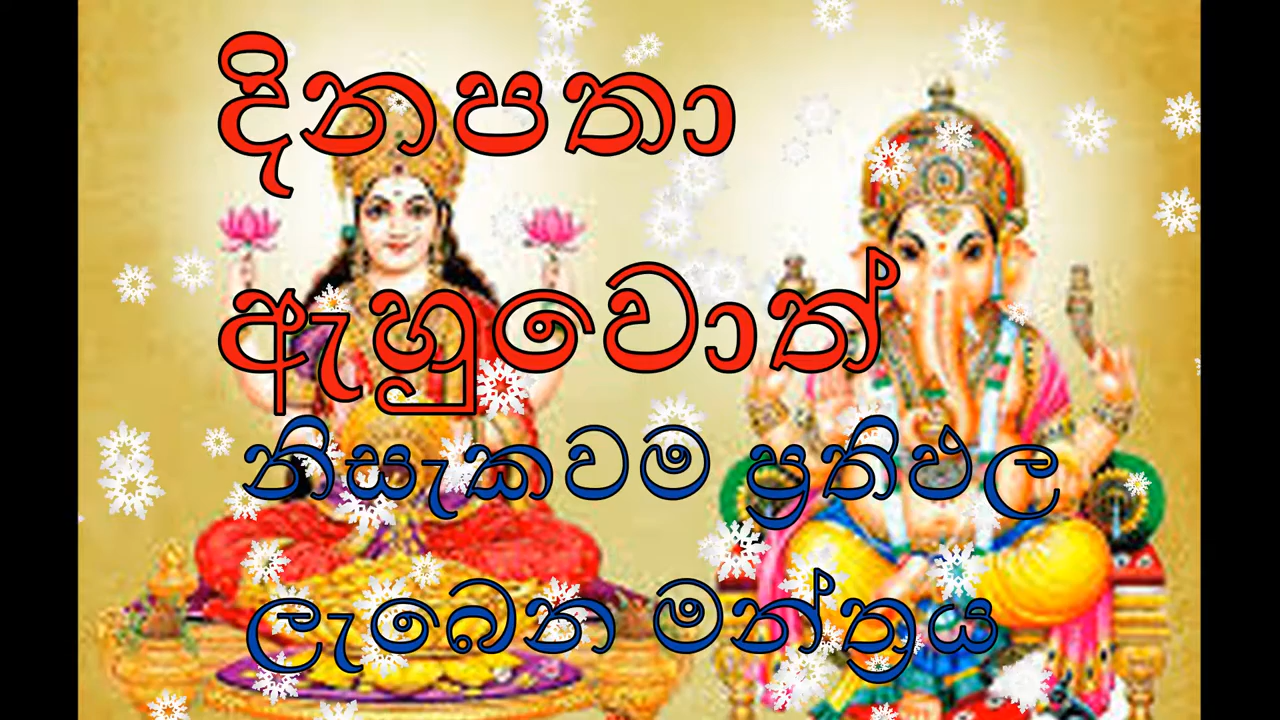 දිනපතා
ඇහුවොත්
නිසැකවම ප්‍රතිඵල
ලැබෙන මන්ත්‍රය